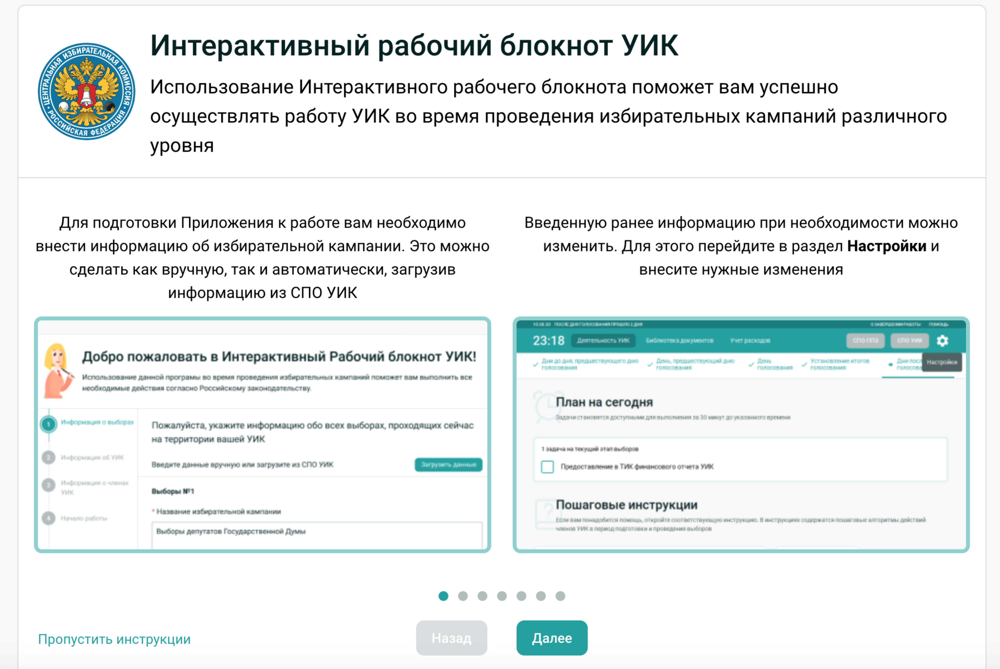 ЦЕНТРАЛЬНАЯ ИЗБИРАТЕЛЬНАЯ КОМИССИЯ
• РОССИЙСКАЯ ФЕДЕРАЦИЯ •
Интерактивный рабочий блокнот УИК
Использование Интерактивного рабочего блокнота поможет вам успешно
осуществлять работу УИК во время проведения избирательных кампаний различного
уровня
Для подготовки Приложения к работе вам необходимо
внести информацию об избирательной кампании. Это можно
сделать как вручную, так и автоматически, загрузив
информацию из СПО УИК
Добро пожаловать в Интерактивный Рабочий блокнот УИК!
Использование данной програмы во время проведения избирательных кампаний поможет вам выполнить все
необходимые действия согласно Российскому законодательству.
1 Информация о выборах
2 Информация об УИК
3 Информация о членах
УИК
4 Начало работы
Пожалуйста, укажите информацию обо всех выборах, проходящих сейчас
на территории вашей УИК
Введите данные вручную или загрузите из СПО УИК
Загрузить данные
Выборы №1
* Название избирательной кампании
Выборы депутатов Государственной Думы
Введенную ранее информацию при необходимости можно
изменить. Для этого перейдите в раздел Настройки и
внесите нужные изменения
10.08.20 ПОСЛЕ ДНЯ ГОЛОСОВАНИЯ ПРОШЛО 2 ДНЯ
О ЗАВЕРШЕНИИ РАБОТЫ ПОМОЩЬ
23:18 Деятельность УИК Библиотека документов Учет расходов СПО ППЗ СПО УИК
Дни до дня, предшествующего дню
голосования
День, предшествующий дню
голосования
День
голосования
Установление итогов
голосования
Дни посл
голосова
Настройки
План на сегодня
Задачи становятся доступными для выполнения за 30 минут до указанного времени
1 задача на текущий этап выборов
Предоставление в ТИК финансового отчета УИК
Пошаговые инструкции
Если вам понадобится помощь, откройте соответствующую инструкцию. В инструкциях содержатся пошаговые алгоритмы действий
членов УИК в период подготовки и проведения выборов
Пропустить инструкции
Назад
Далее